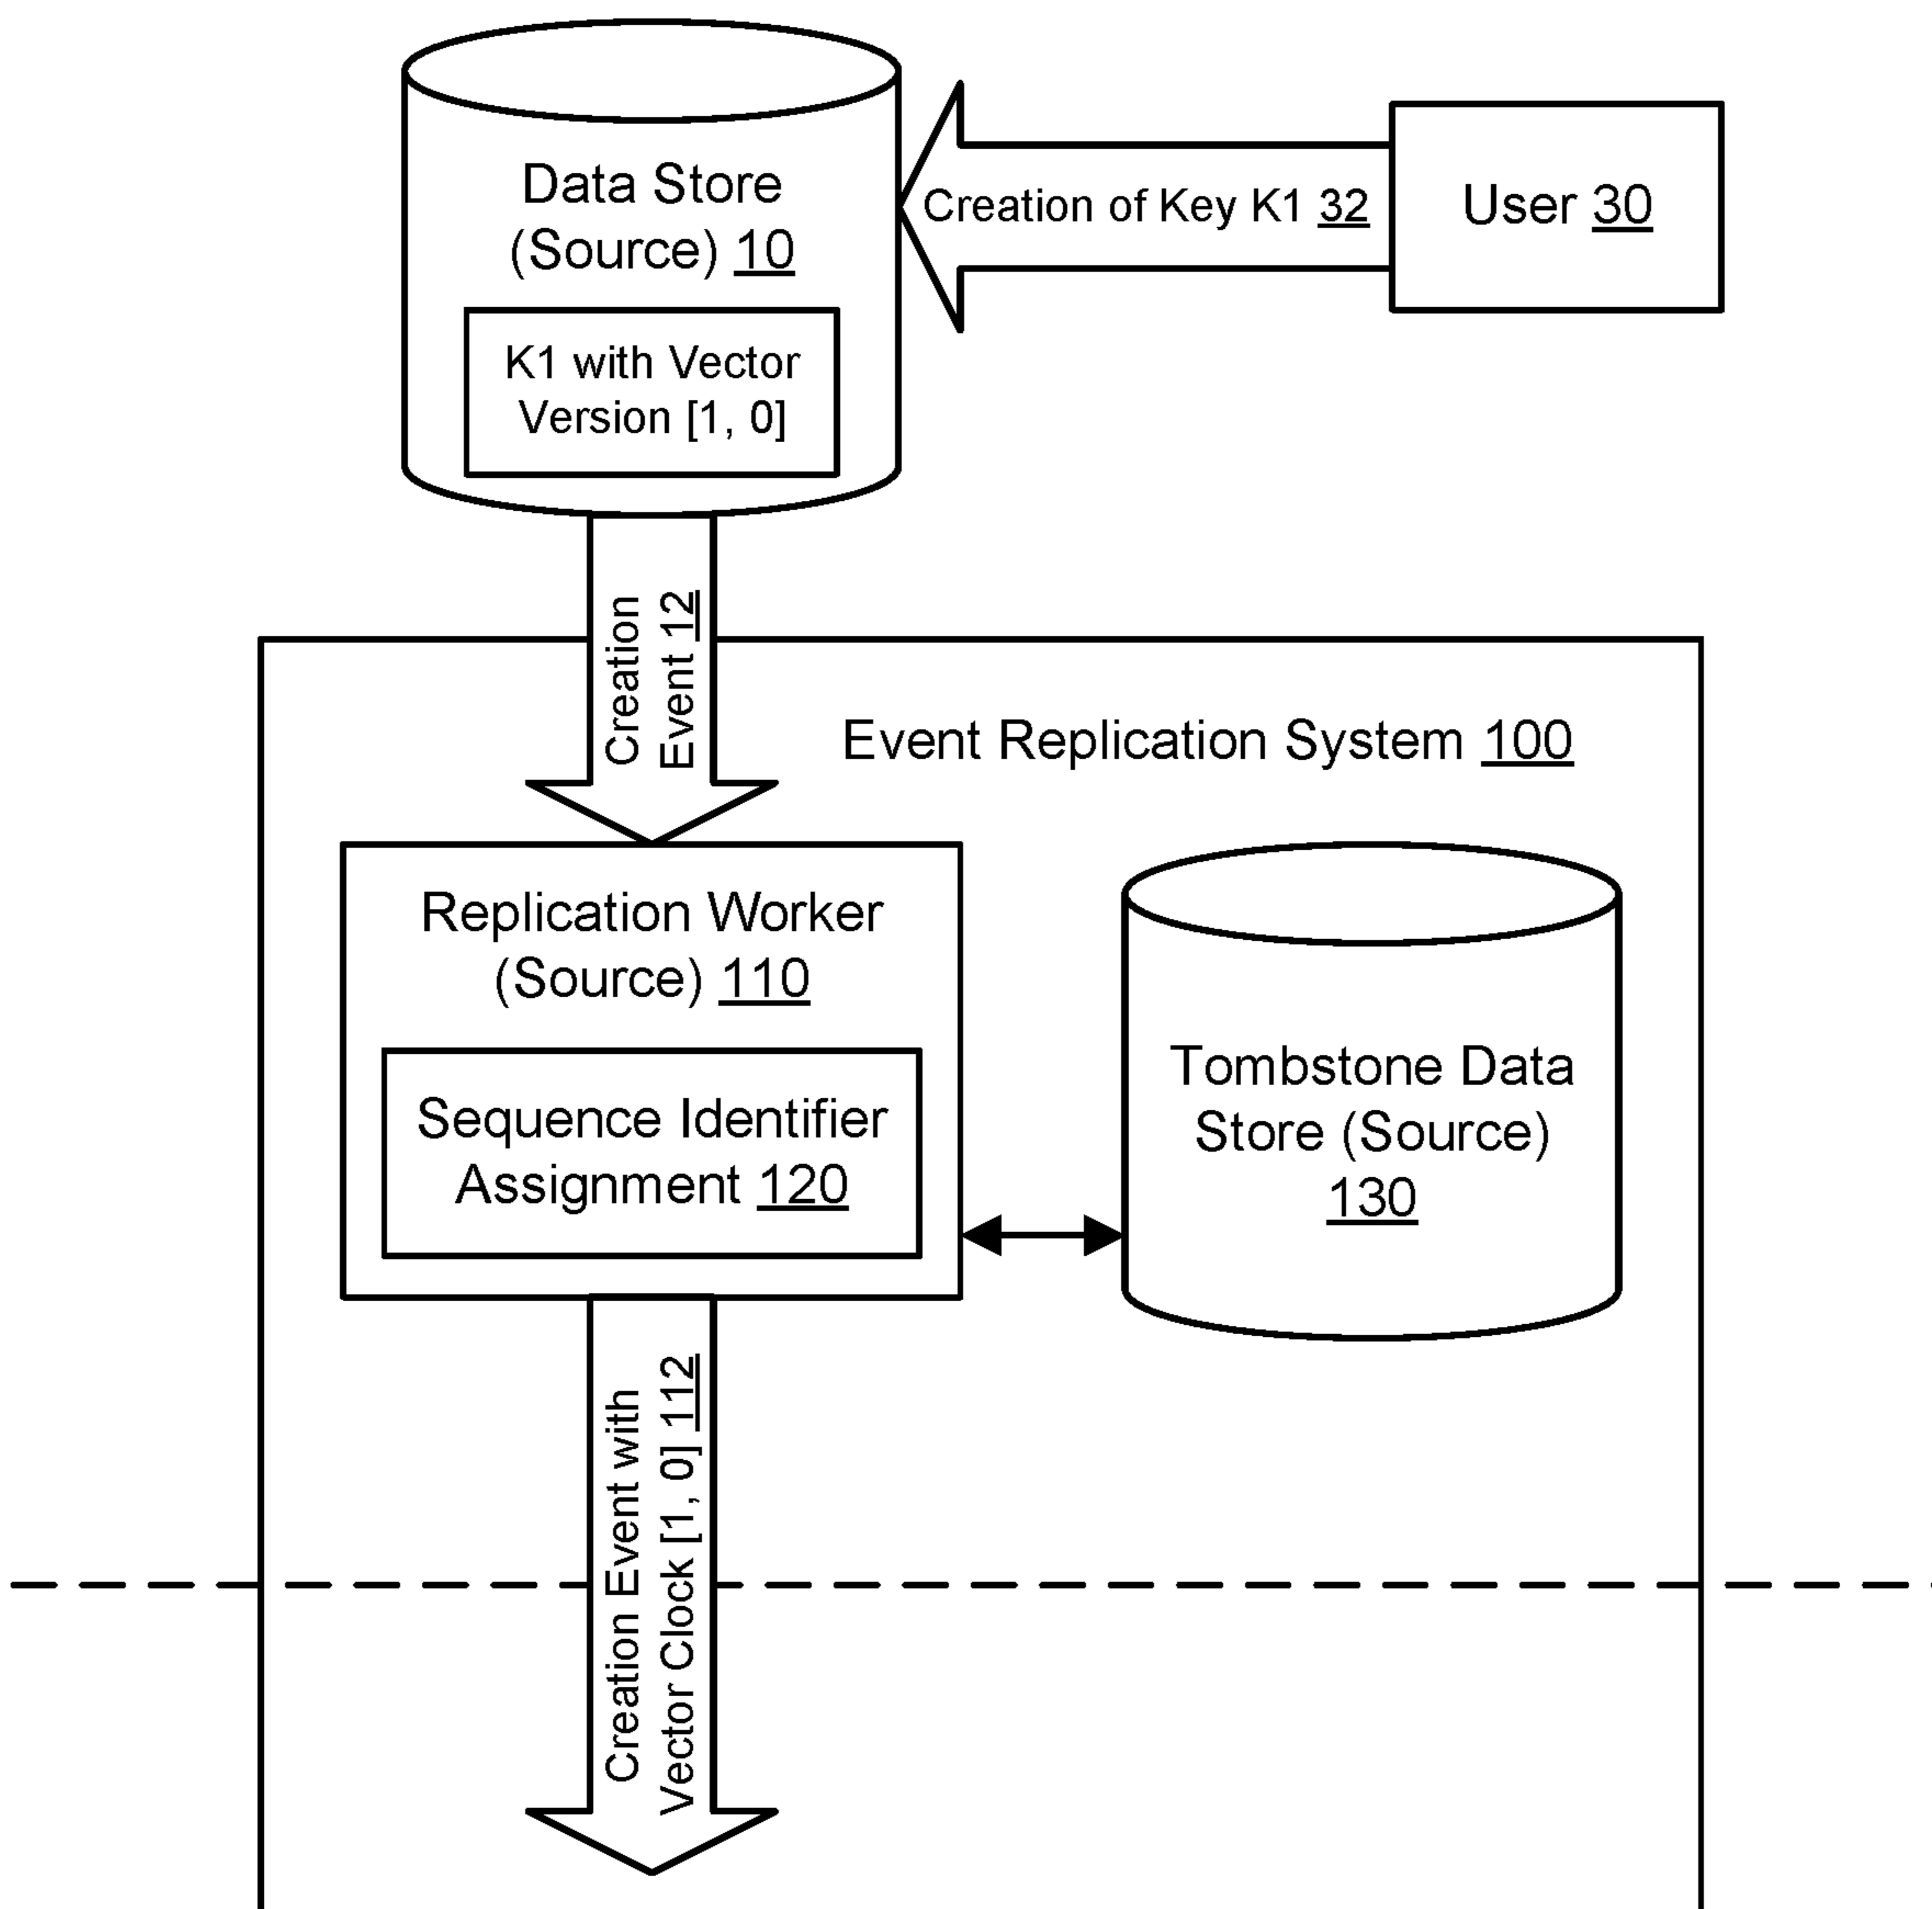 Data Store
(Source) 10
Creation of Key K1 32
User 30
K1 with Vector
Version [1, 0]
Creation
Event 12
Event Replication System 100
Replication Worker
(Source) 110
Sequence Identifier
Assignment 120
Tombstone Data
Store (Source)
130
Creation Event with
Vector Clock [1, 0] 112